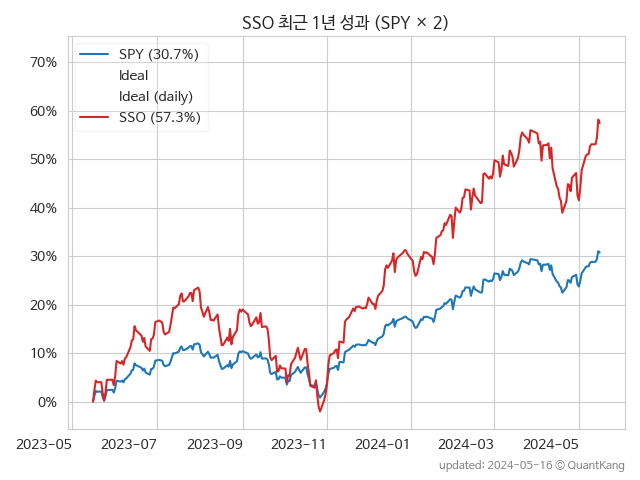 SSO 최근 1년 성과 (SPY × 2)
SPY (30.7%)
Ideal
Ideal (daily)
SSO (57.3%)
70%
60%
50%
40%
30%
20%
10%
0%
2023-05 2023-07 2023-09 2023-11 2024-01 2024-03 2024-05
updated: 2024-05-16 © QuantKang